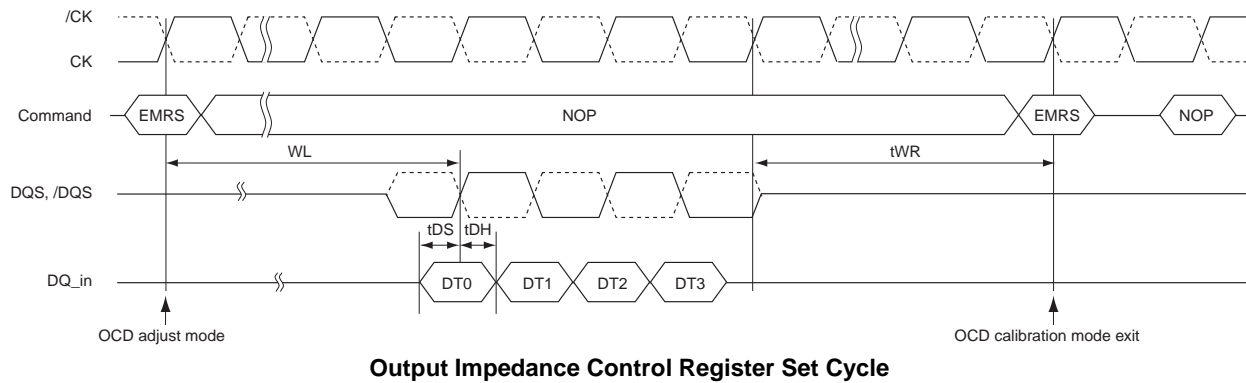 /CK
CK
Command EMRS NOP EMRS NOP
WL tWR
DQS, /DQS
tDS tDH
DQ_in DT0 DT1 DT2 DT3
OCD adjust mode OCD calibration mode exit
Output Impedance Control Register Set Cycle